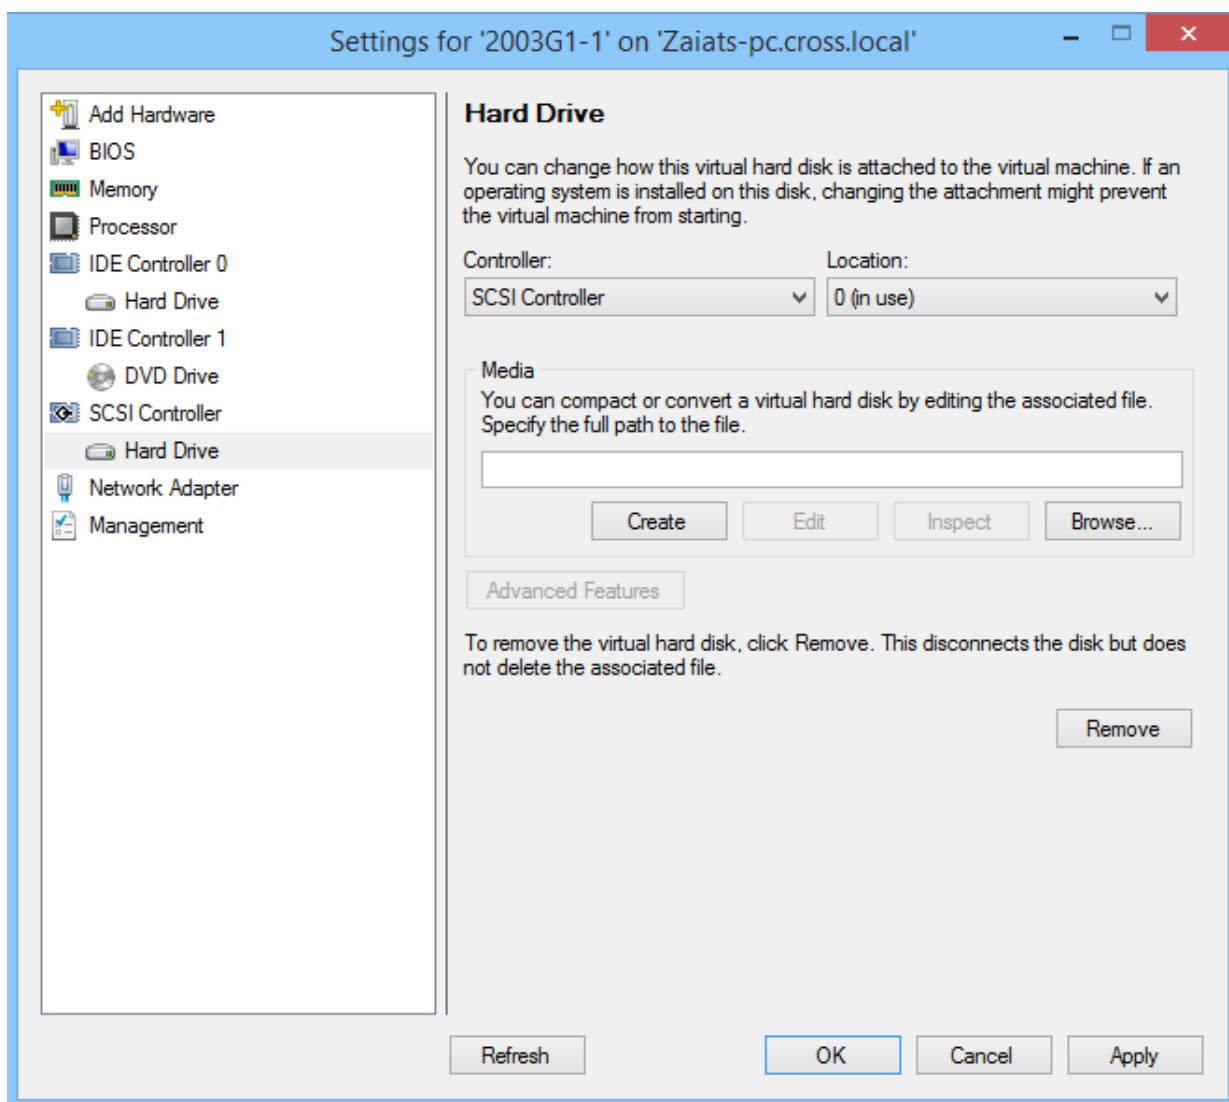 Settings for '2003G1-1' on 'Zaiats-pc.cross.local'
Add Hardware
BIOS
Memory
Processor
IDE Controller 0
Hard Drive
IDE Controller 1
DVD Drive
SCSI Controller
Hard Drive
Network Adapter
Management
Hard Drive
You can change how this virtual hard disk is attached to the virtual machine. If an
operating system is installed on this disk, changing the attachment might prevent
the virtual machine from starting.
Controller: Location:
SCSI Controller 0 (in use)
Media
You can compact or convert a virtual hard disk by editing the associated file.
Specify the full path to the file.
Create Edit Inspect Browse...
Advanced Features
To remove the virtual hard disk, click Remove. This disconnects the disk but does
not delete the associated file.
Remove
Refresh OK Cancel Apply